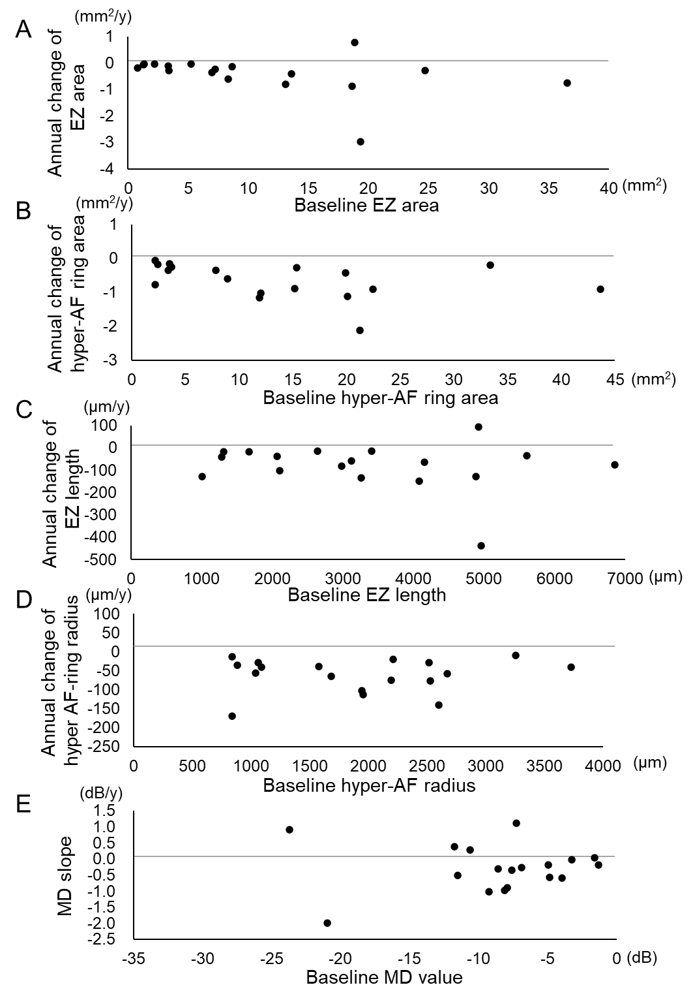 A
(mm²/y)
Annual change of
EZ area
1
0
-1
-2
-3
-4
0 5 10 15 20 25 30 35 40 (mm²)
Baseline EZ area
B
(mm²/y)
Annual change of
hyper-AF ring area
1
0
-1
-2
-3
0 5 10 15 20 25 30 35 40 45 (mm²)
Baseline hyper-AF ring area
C
(µm/y)
Annual change of
EZ length
100
0
-100
-200
-300
-400
-500
0 1000 2000 3000 4000 5000 6000 7000 (µm)
Baseline EZ length
D
(µm/y)
Annual change of
hyper AF-ring radius
100
50
0
-50
-100
-150
-200
-250
0 500 1000 1500 2000 2500 3000 3500 4000 (µm)
Baseline hyper-AF radius
E
(dB/y)
MD slope
1.5
1.0
0.5
0.0
-0.5
-1.0
-1.5
-2.0
-2.5
-35 -30 -25 -20 -15 -10 -5 0 (dB)
Baseline MD value